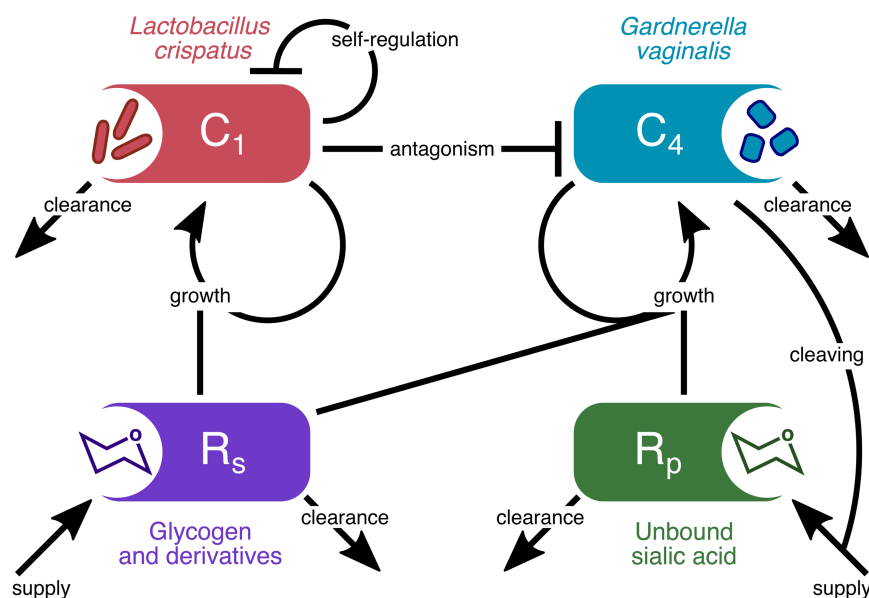 Lactobacillus
crispatus
self-regulation
Gardnerella
vaginalis
C1
antagonism
C4
clearance
clearance
growth
growth
cleaving
O
Rs
Rp
O
clearance
clearance
Glycogen
and derivatives
Unbound
sialic acid
supply
supply